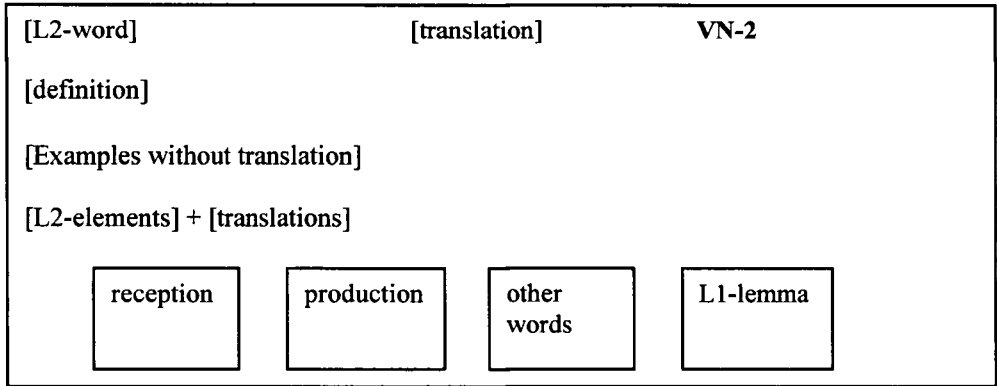 [L2-word] [translation] VN-2
[definition]
[Examples without translation]
[L2-elements] + [translations]
reception production other words L1-lemma